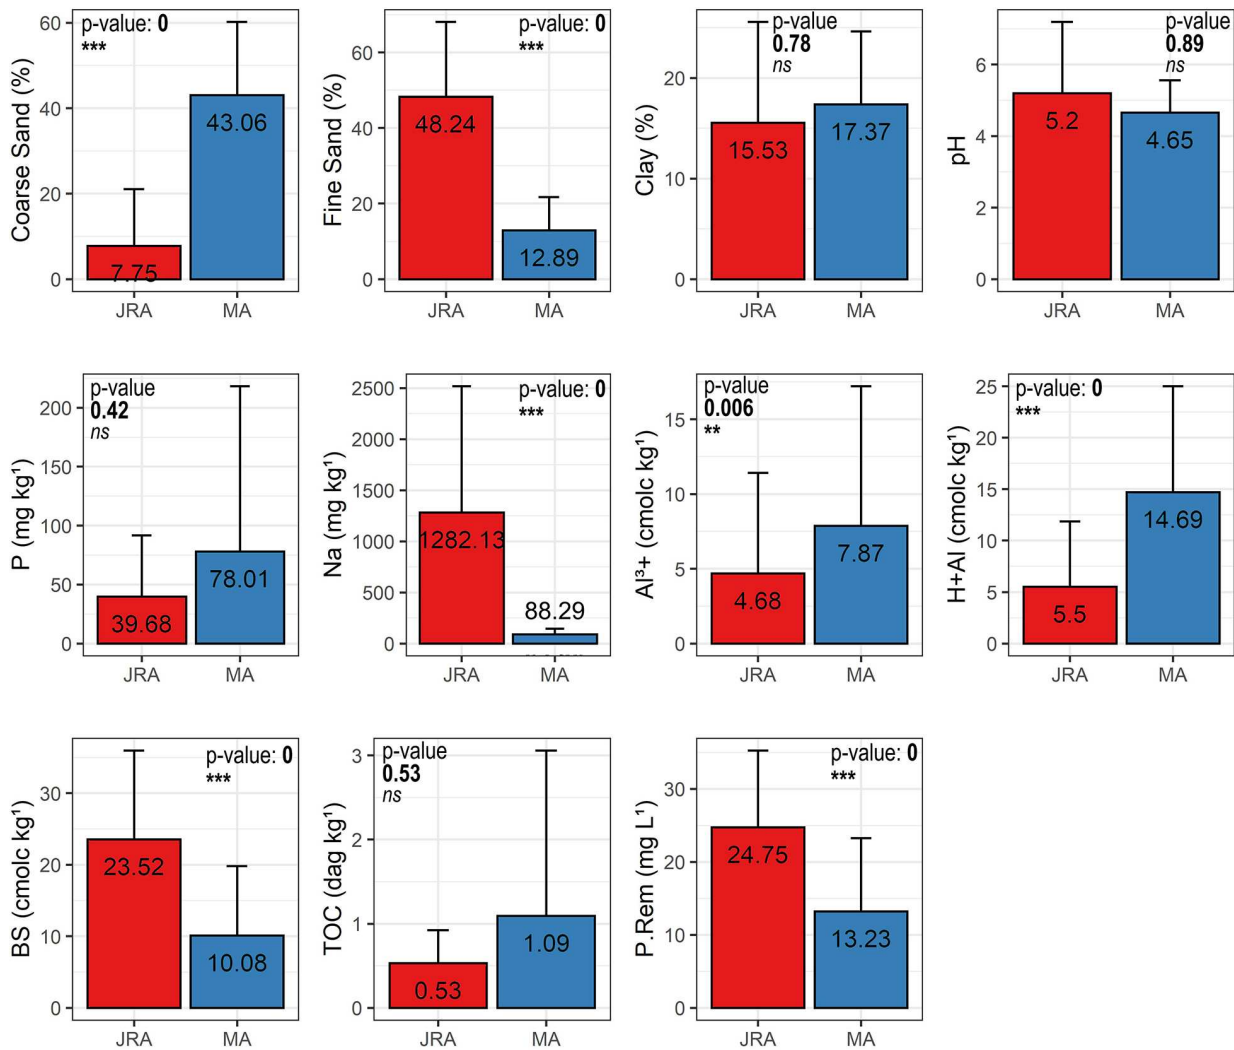 Coarse Sand (%)
60
40
20
0
p-value: 0
***
7.75
43.06
JRA MA
Fine Sand (%)
60
40
20
0
p-value: 0
***
48.24
12.89
JRA MA
Clay (%)
20
10
0
p-value
0.78
ns
15.53
17.37
JRA MA
pH
6
4
2
0
p-value
0.89
ns
5.2
4.65
JRA MA
P (mg kg¹)
200
150
100
50
0
p-value
0.42
ns
39.68
78.01
JRA MA
Na (mg kg¹)
2500
2000
1500
1000
500
0
p-value: 0
***
1282.13
88.29
JRA MA
Al³+ (cmolc kg¹)
15
10
5
0
p-value
0.006
**
4.68
7.87
JRA MA
H+Al (cmolc kg¹)
25
20
15
10
5
0
p-value: 0
***
5.5
14.69
JRA MA
BS (cmolc kg¹)
30
20
10
0
p-value: 0
***
23.52
10.08
JRA MA
TOC (dag kg¹)
3
2
1
0
p-value
0.53
ns
0.53
1.09
JRA MA
P.Rem (mg L¹)
30
20
10
0
p-value: 0
***
24.75
13.23
JRA MA